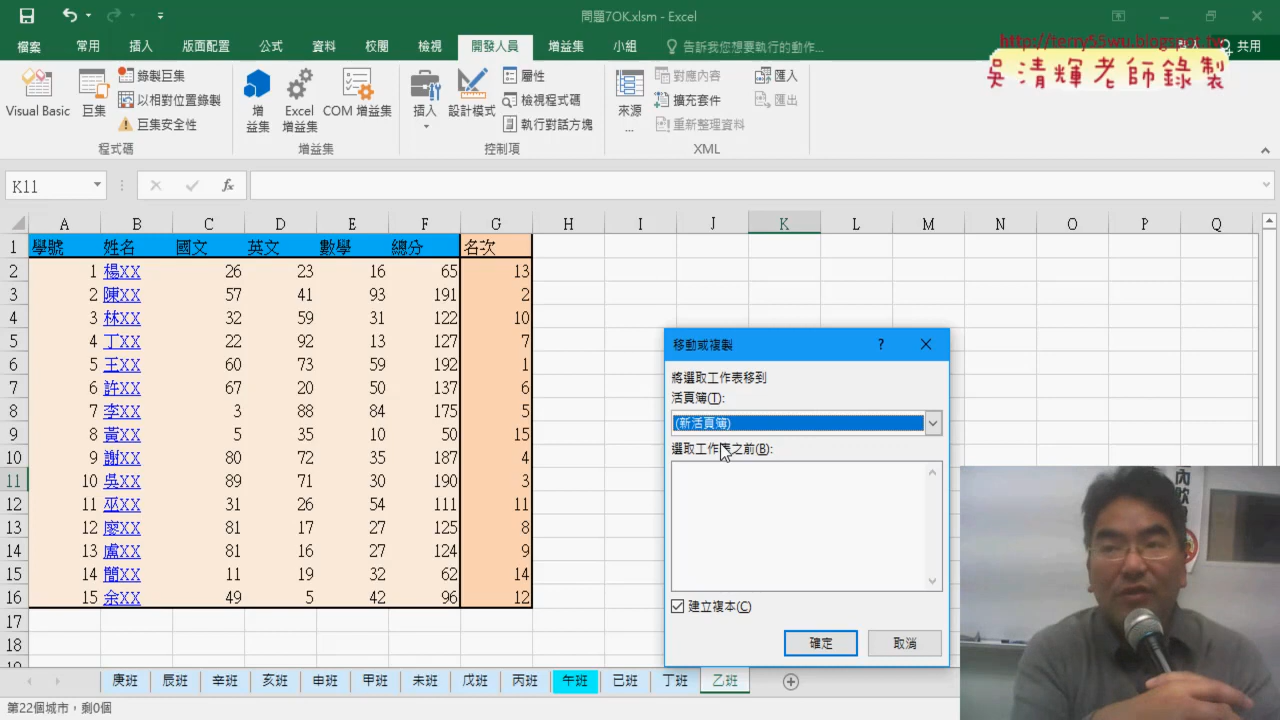 問題7OK.xlsm - Excel
檔案 常用 插入 版面配置 公式 資料 校閱 檢視 開發人員 增益集 小組 告訴我您想要執行的動作... 共用
http://terry55wu.blogspot.tw
吳清輝老師錄製
Visual Basic 巨集 錄製巨集 以相對位置錄製 巨集安全性
增益集 Excel 增益集 COM 增益集
插入 設計模式 屬性 檢視程式碼 執行對話方塊
來源... 對應內容 擴充套件 重新整理資料 匯入 匯出
程式碼 增益集 控制項 XML
K11
A B C D E F G H I J K L M N O P Q
1 學號 姓名 國文 英文 數學 總分 名次
2 1 楊XX 26 23 16 65 13
3 2 陳XX 57 41 93 191 2
4 3 林XX 32 59 31 122 10
5 4 丁XX 22 92 13 127 7
6 5 王XX 60 73 59 192 1
7 6 許XX 67 20 50 137 6
8 7 李XX 3 88 84 175 5
9 8 黃XX 5 35 10 50 15
10 9 謝XX 80 72 35 187 4
11 10 吳XX 89 71 30 190 3
12 11 巫XX 31 26 54 111 11
13 12 廖XX 81 17 27 125 8
14 13 盧XX 81 16 27 124 9
15 14 簡XX 11 19 32 62 14
16 15 余XX 49 5 42 96 12
17
18
移動或複製 ?
將選取工作表移到
活頁簿(T):
(新活頁簿)
選取工作表之前(B):
建立複本(C)
確定 取消
庚班 辰班 辛班 亥班 申班 甲班 未班 戊班 丙班 午班 已班 丁班 乙班
第22個城市，剩0個